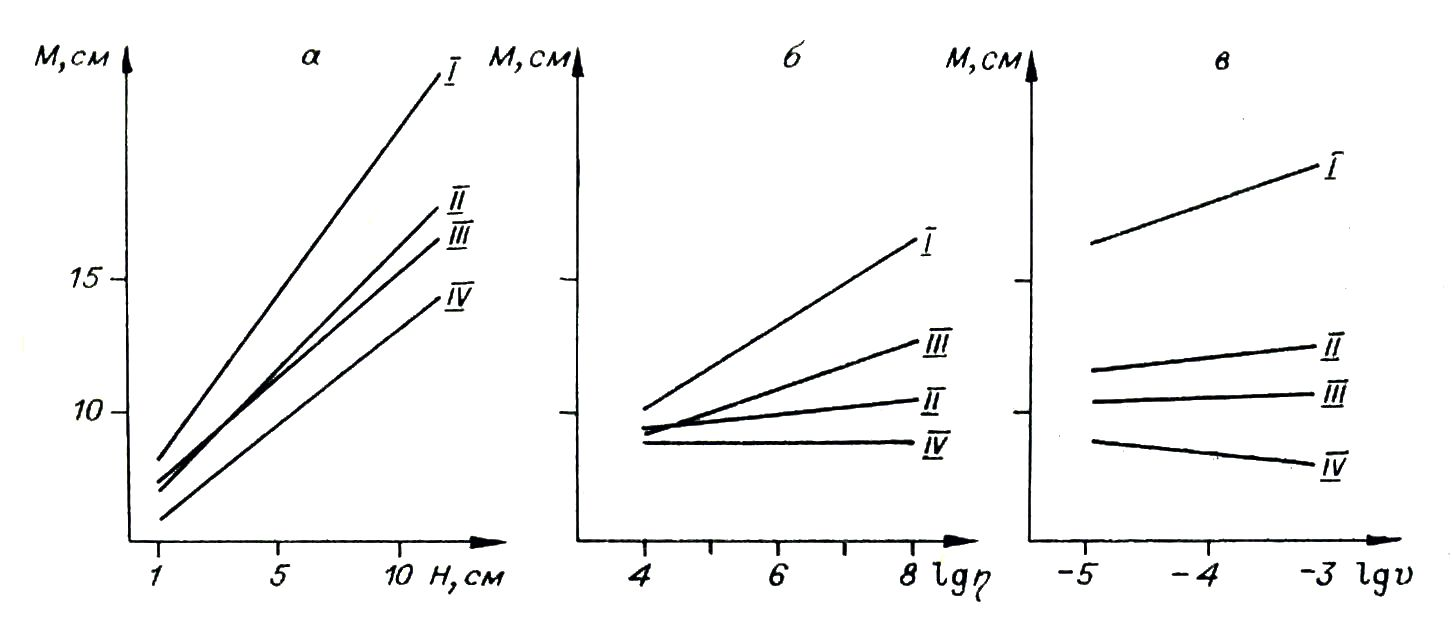 М, см а I
II
III
15
IV
10
1 5 10 Н, см
М, см б
I
III
II
IV
4 6 8 lgη
М, см в
I
II
III
IV
-5 -4 -3 lgυ